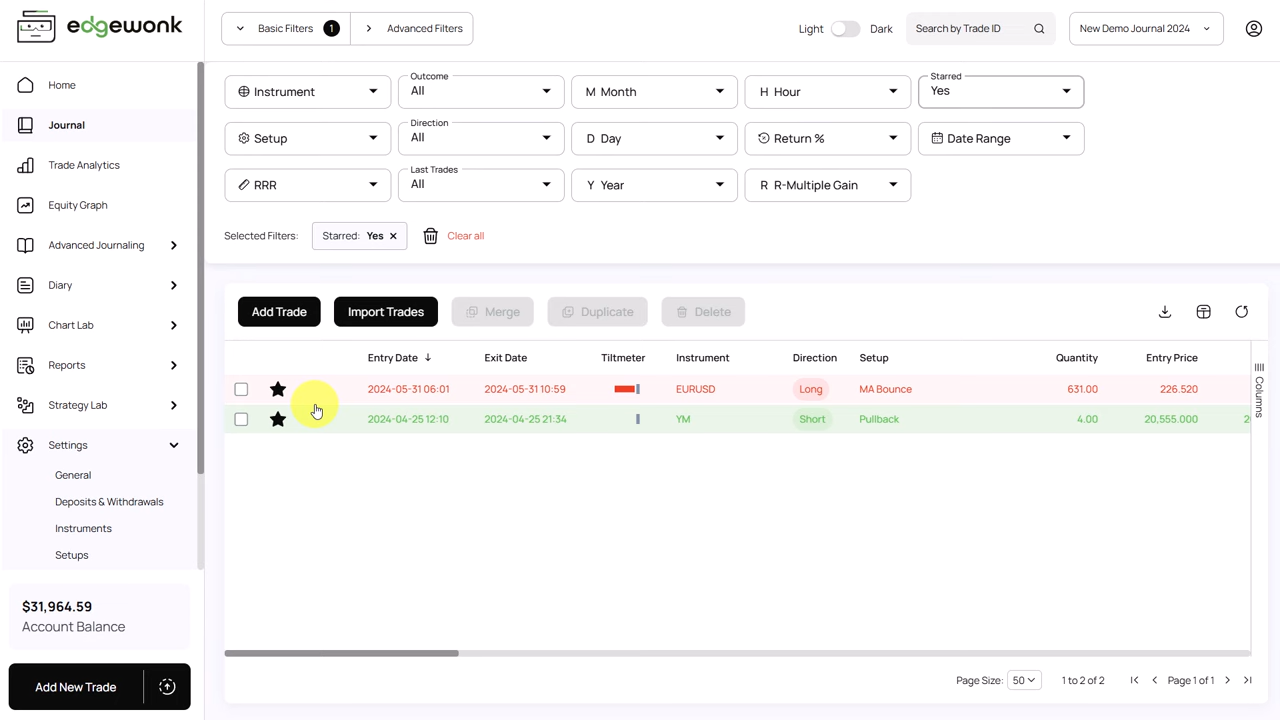 edgewonk
Basic Filters 1
Advanced Filters
Light
Dark
Search by Trade ID
New Demo Journal 2024
Home
Journal
Trade Analytics
Equity Graph
Advanced Journaling
Diary
Chart Lab
Reports
Strategy Lab
Settings
General
Deposits & Withdrawals
Instruments
Setups
$31,964.59
Account Balance
Add New Trade
Instrument
Outcome
All
M Month
H Hour
Starred
Yes
Setup
Direction
All
D Day
Return %
Date Range
RRR
Last Trades
All
Y Year
R R-Multiple Gain
Selected Filters:
Starred: Yes
Clear all
Add Trade
Import Trades
Merge
Duplicate
Delete
Entry Date Exit Date Tiltmeter Instrument Direction Setup Quantity Entry Price
2024-05-31 06:01 2024-05-31 10:59 EURUSD Long MA Bounce 631.00 226.520
2024-04-25 12:10 2024-04-25 21:34 YM Short Pullback 4.00 20,555.000
Columns
Page Size: 50 1 to 2 of 2 Page 1 of 1